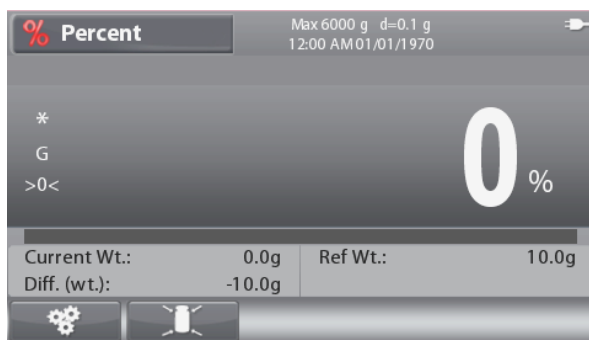 % Percent
Max 6000 g d=0.1 g
12:00 AM 01/01/1970
*
G
>0<
0 %
Current Wt.: 0.0g Ref Wt.: 10.0g
Diff. (wt.): -10.0g